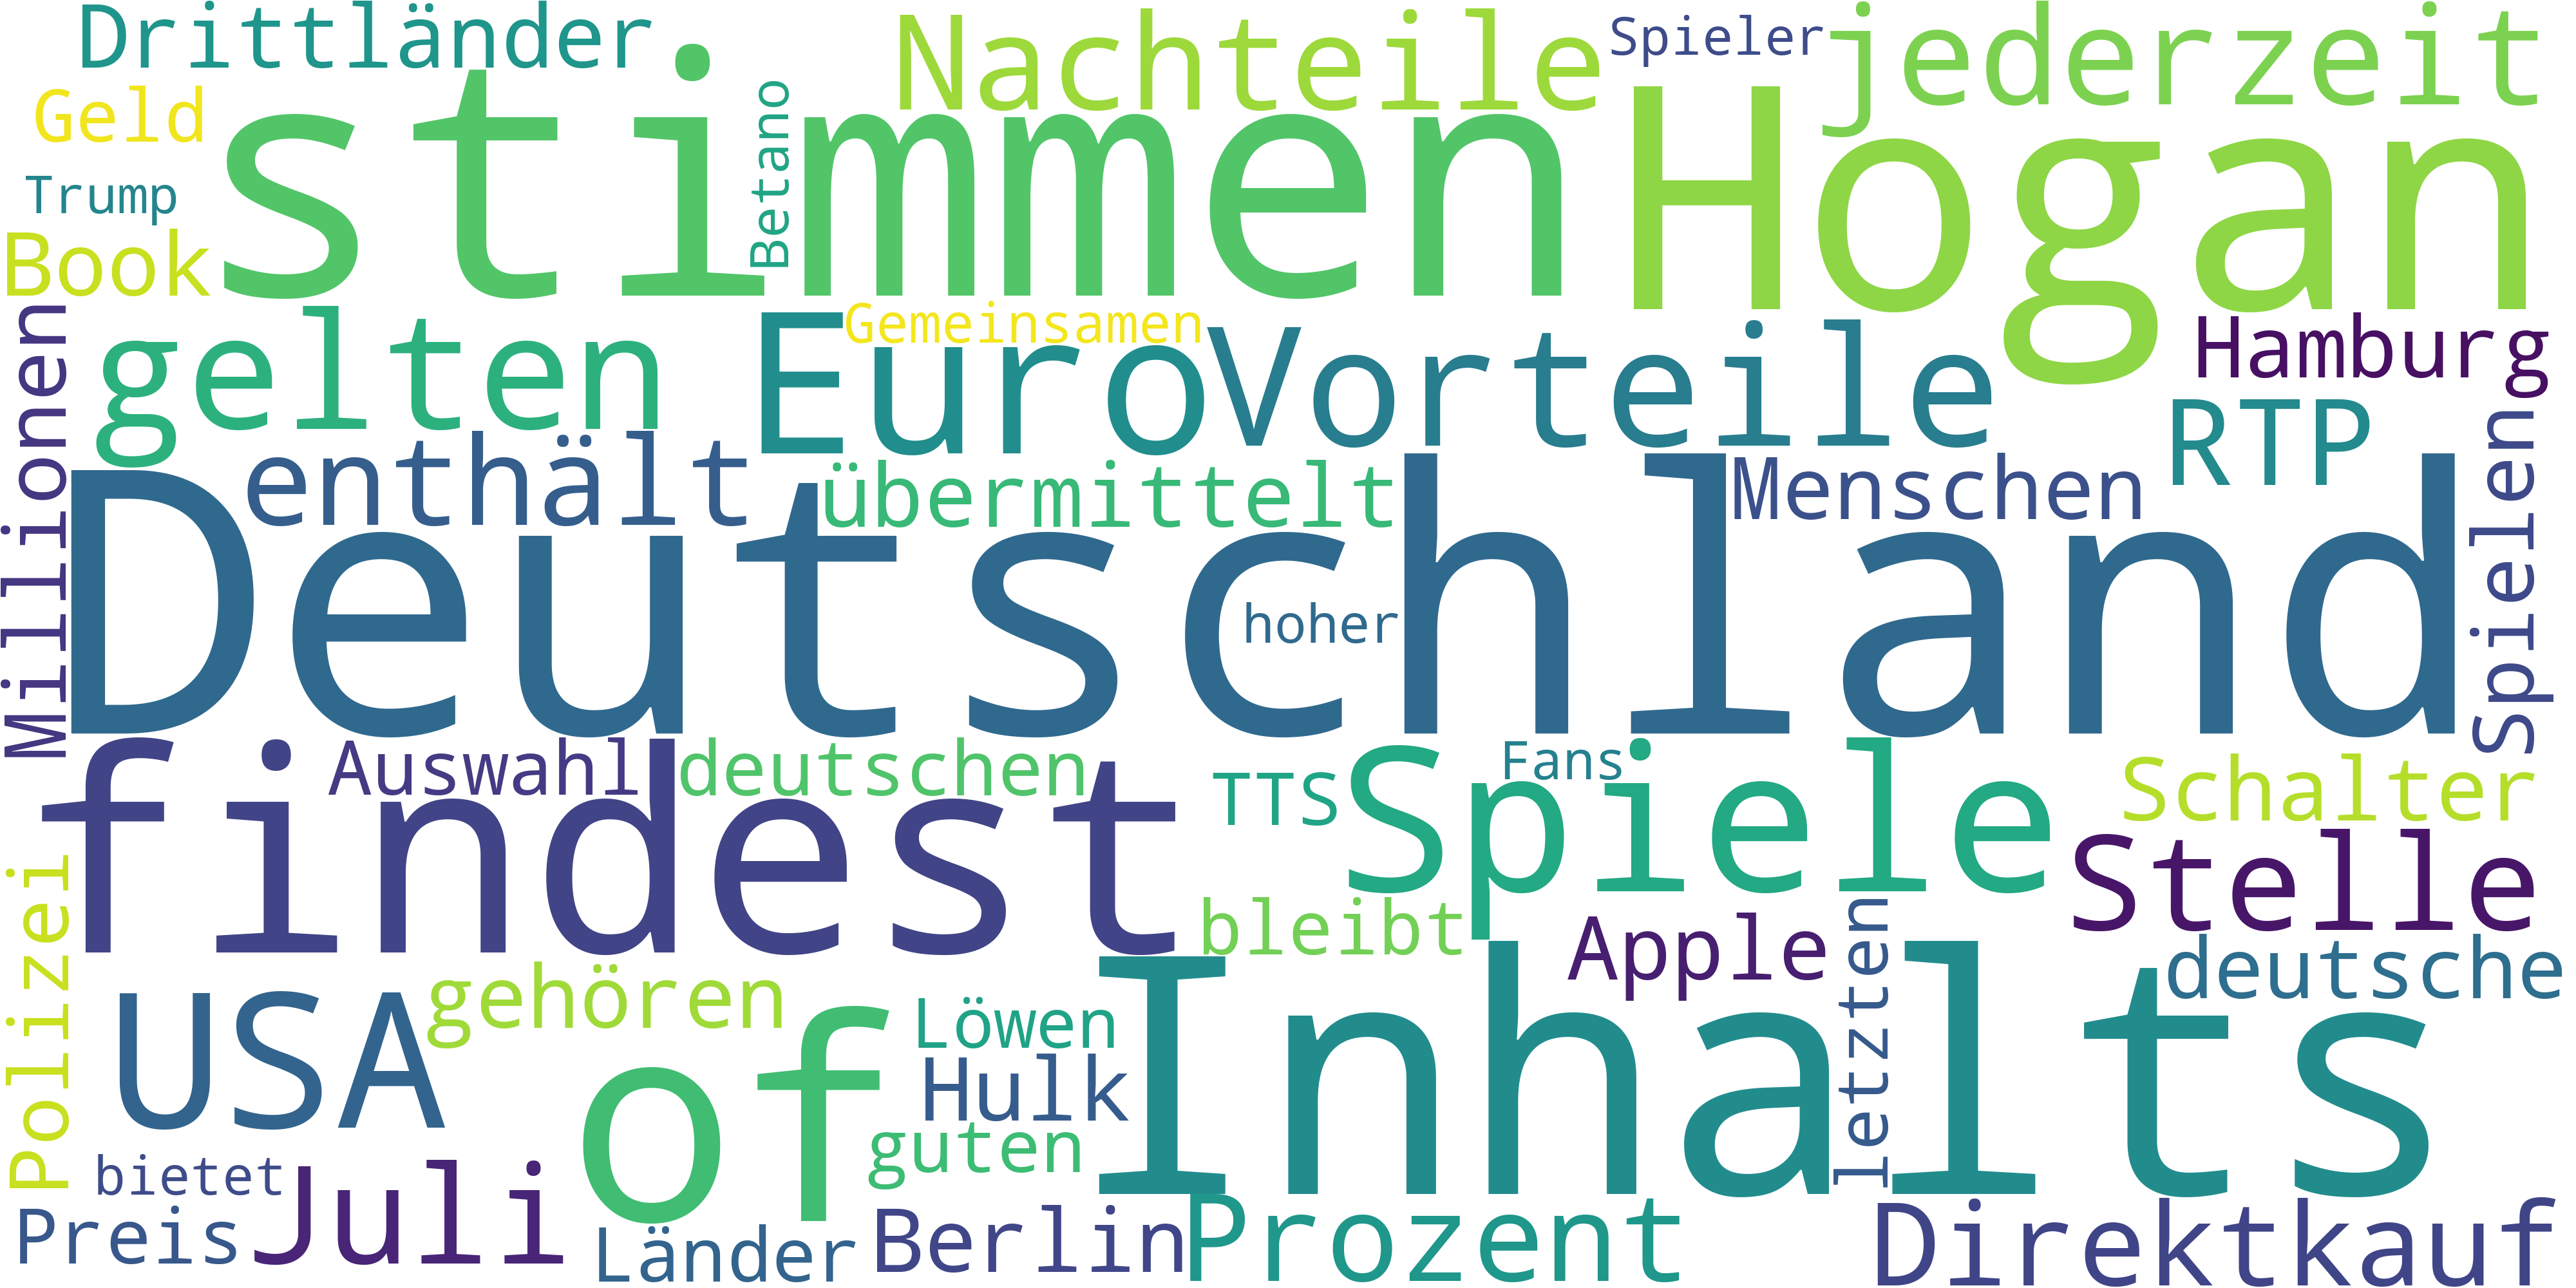 Drittländer
Nachteile
Spieler
jederzeit
Geld
stimmen
Betano
Hogan
Trump
Book
Millionen
gelten
Euro
Gemeinsamen
Vorteile
Hamburg
RTP
enthält
übermittelt
Menschen
Spielen
Deutschland
hoher
findest
Auswahl
deutschen
TTS
Spiele
Fans
Schalter
Stelle
Polizei
bleibt
Apple
letzten
deutsche
USA
gehören
of
Löwen
Inhalts
Hulk
guten
bietet
Juli
Preis
Länder
Berlin
Prozent
Direktkauf